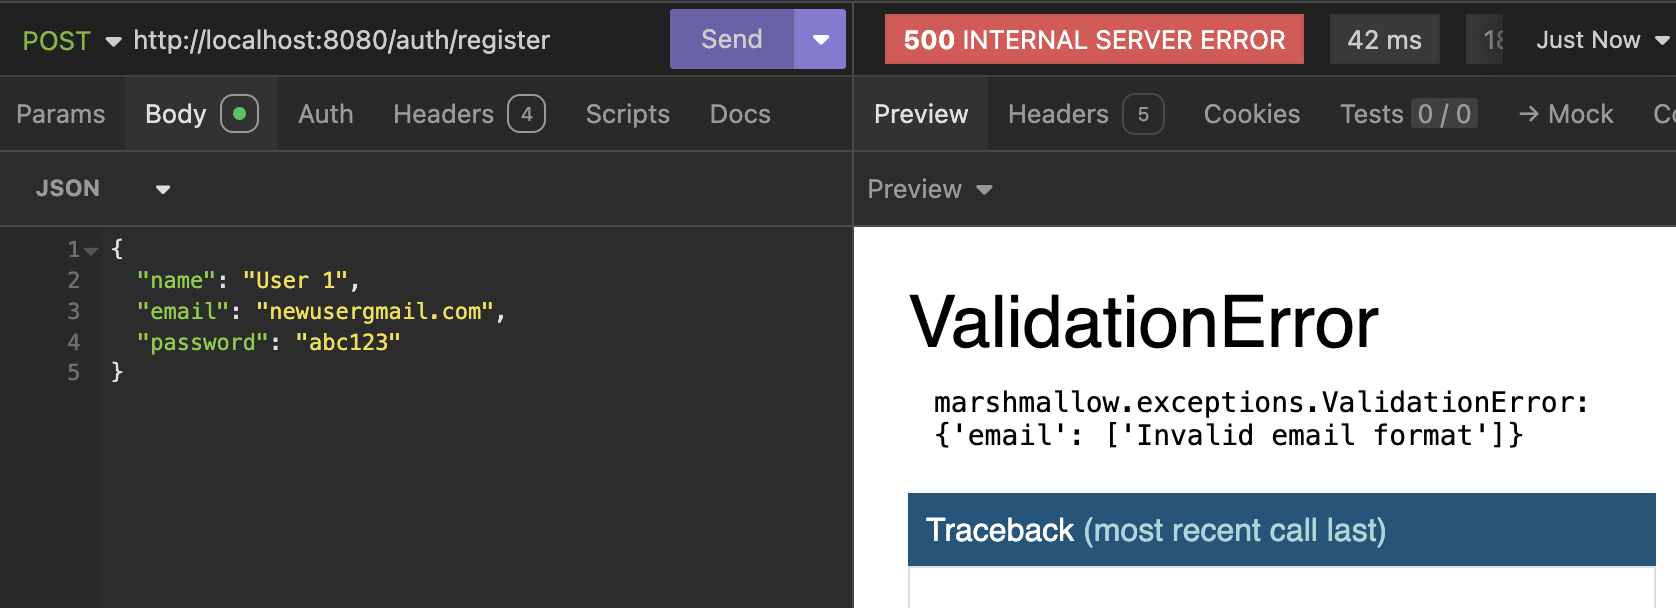 POST http://localhost:8080/auth/register Send
Params Body Auth Headers 4 Scripts Docs
JSON
1 {
2 "name": "User 1",
3 "email": "newusergmail.com",
4 "password": "abc123"
5 }
500 INTERNAL SERVER ERROR 42 ms Just Now
Preview Headers 5 Cookies Tests 0 / 0 → Mock
Preview
ValidationError
marshmallow.exceptions.ValidationError:
{'email': ['Invalid email format']}
Traceback (most recent call last)